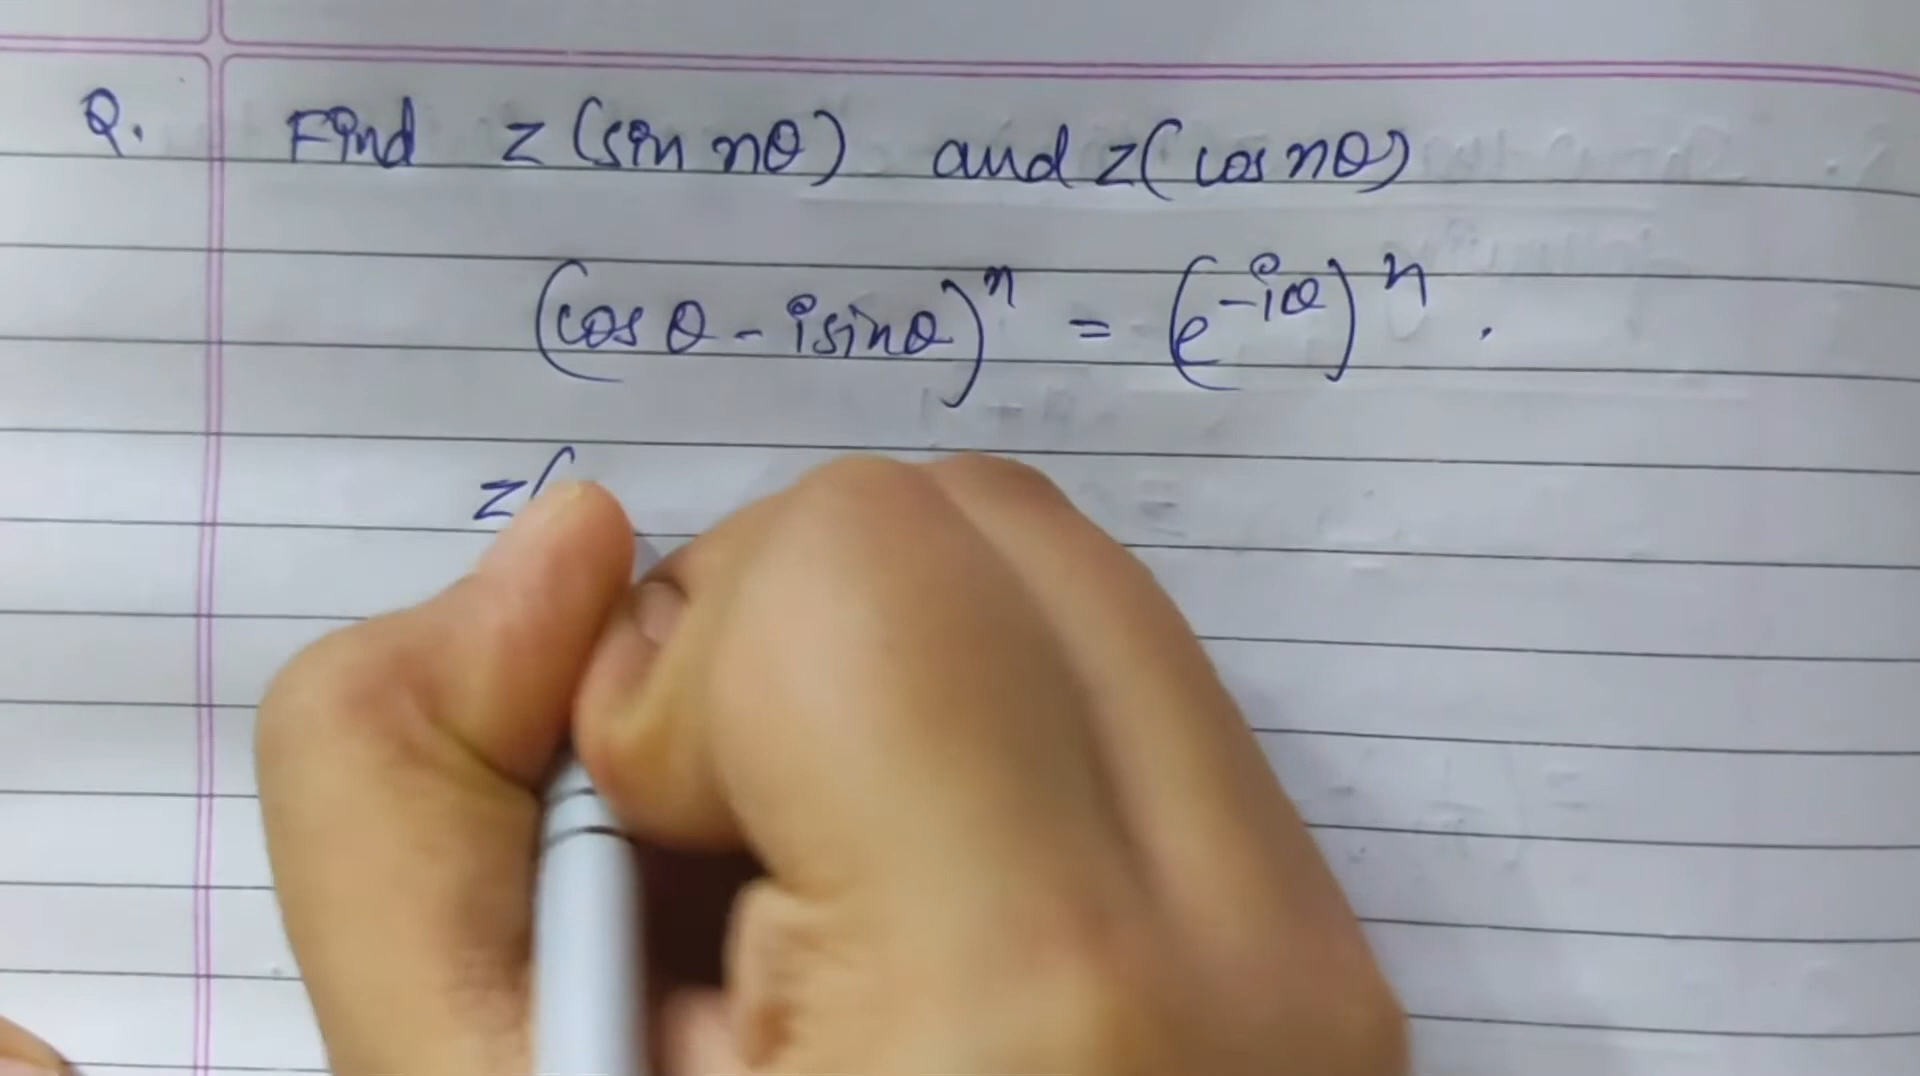 Q. Find z(sin nθ) and z(cos nθ)
(cos θ - i sin θ)^n = (e^-iθ)^n .
z(